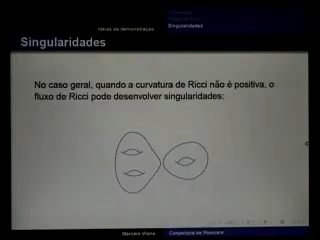 Ideias da demonstração
Singularidades
Singularidades
No caso geral, quando a curvatura de Ricci não é positiva, o
fluxo de Ricci pode desenvolver singularidades:
Marcelo Viana
Conjectura de Poincaré